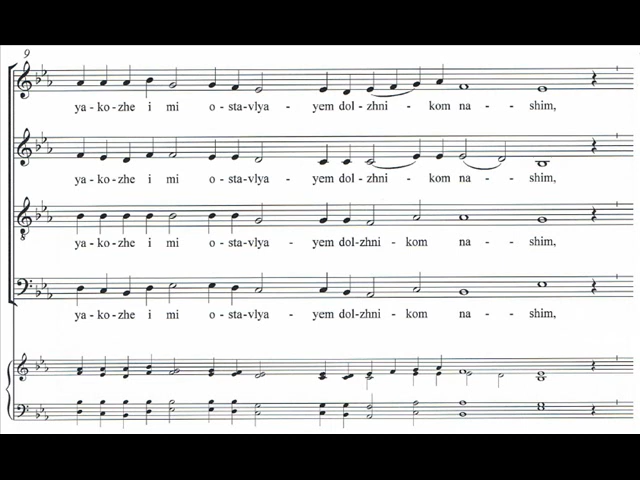 9
ya - ko - zhe i mi o - sta - vlya - yem dol - zhni - kom na - shim,
ya - ko - zhe i mi o - sta - vlya - yem dol - zhni - kom na - shim,
ya - ko - zhe i mi o - sta - vlya - yem dol - zhni - kom na - shim,
8
ya - ko - zhe i mi o - sta - vlya - yem dol - zhni - kom na - shim,